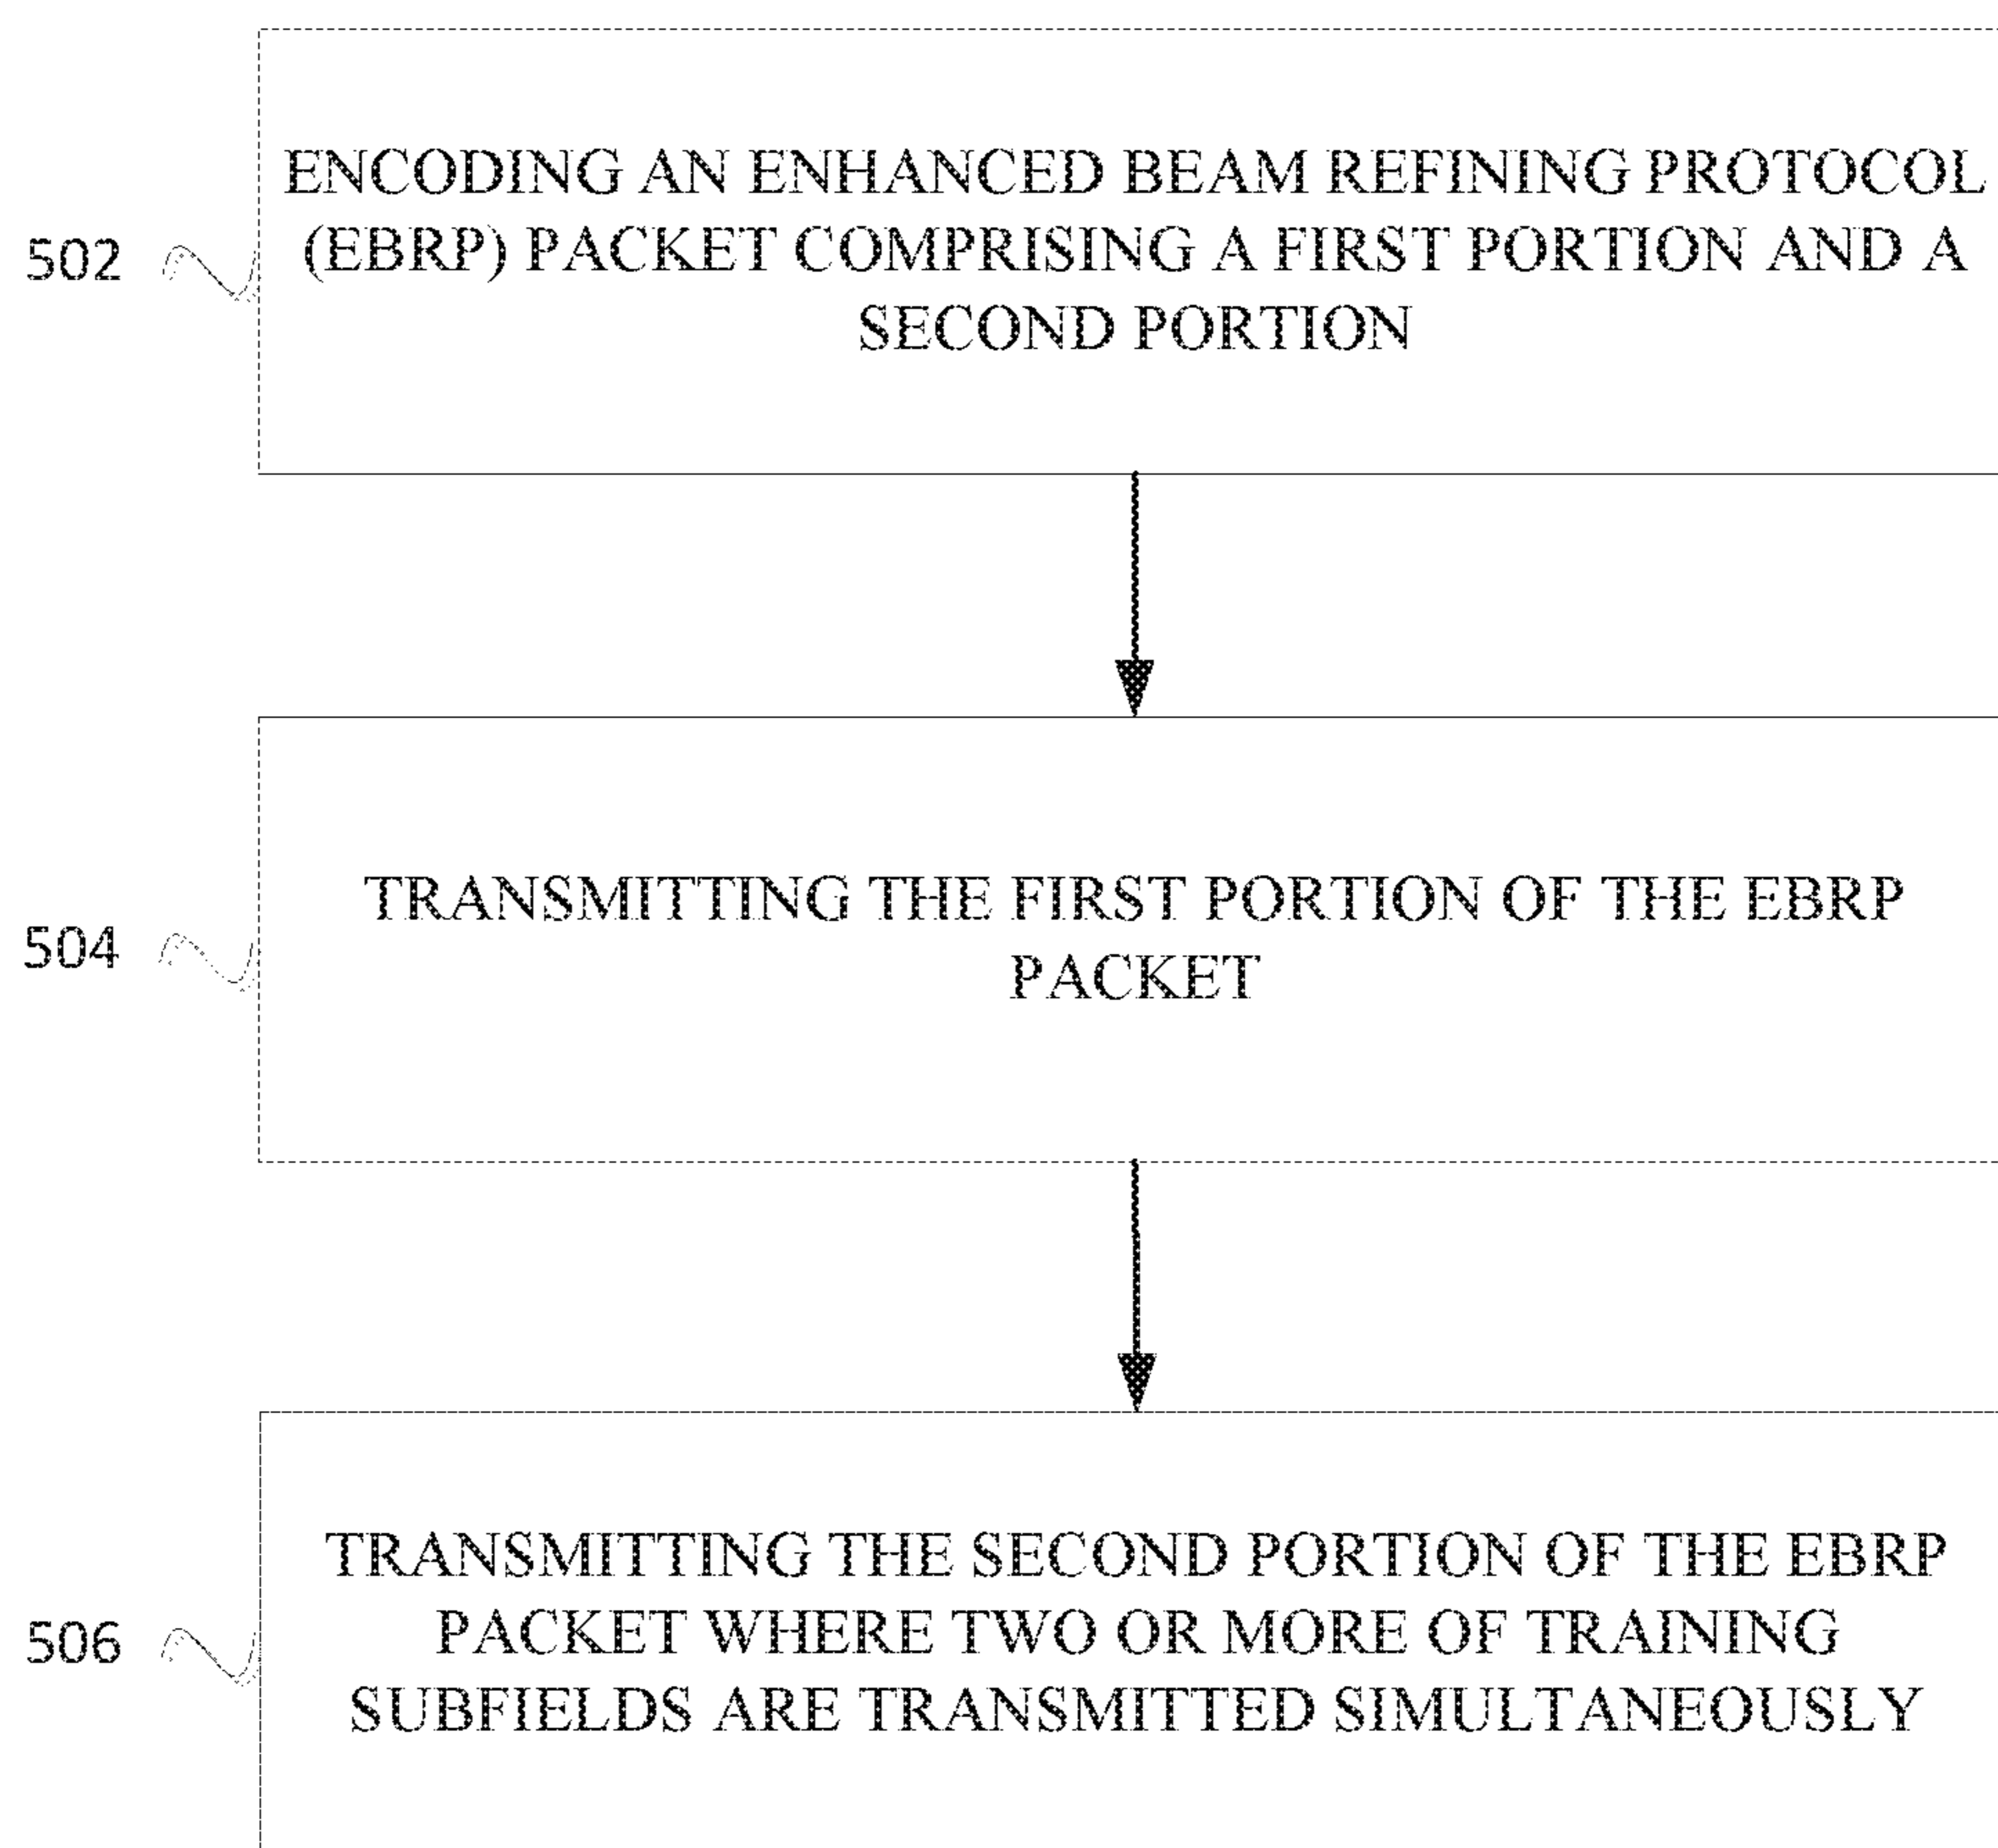 ENCODING AN ENHANCED BEAM REFINING PROTOCOL
(EBRP) PACKET COMPRISING A FIRST PORTION AND A
SECOND PORTION
502
TRANSMITTING THE FIRST PORTION OF THE EBRP
PACKET
504
TRANSMITTING THE SECOND PORTION OF THE EBRP
PACKET WHERE TWO OR MORE OF TRAINING
SUBFIELDS ARE TRANSMITTED SIMULTANEOUSLY
506